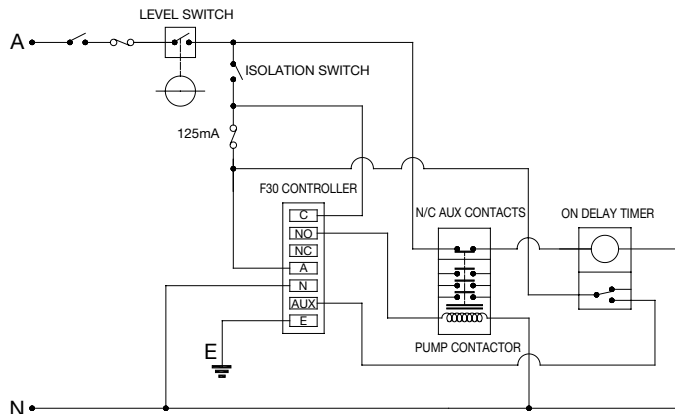 LEVEL SWITCH
A
ISOLATION SWITCH
125mA
F30 CONTROLLER
C
NO
NC
A
N
AUX
E
N/C AUX CONTACTS
ON DELAY TIMER
PUMP CONTACTOR
E
N